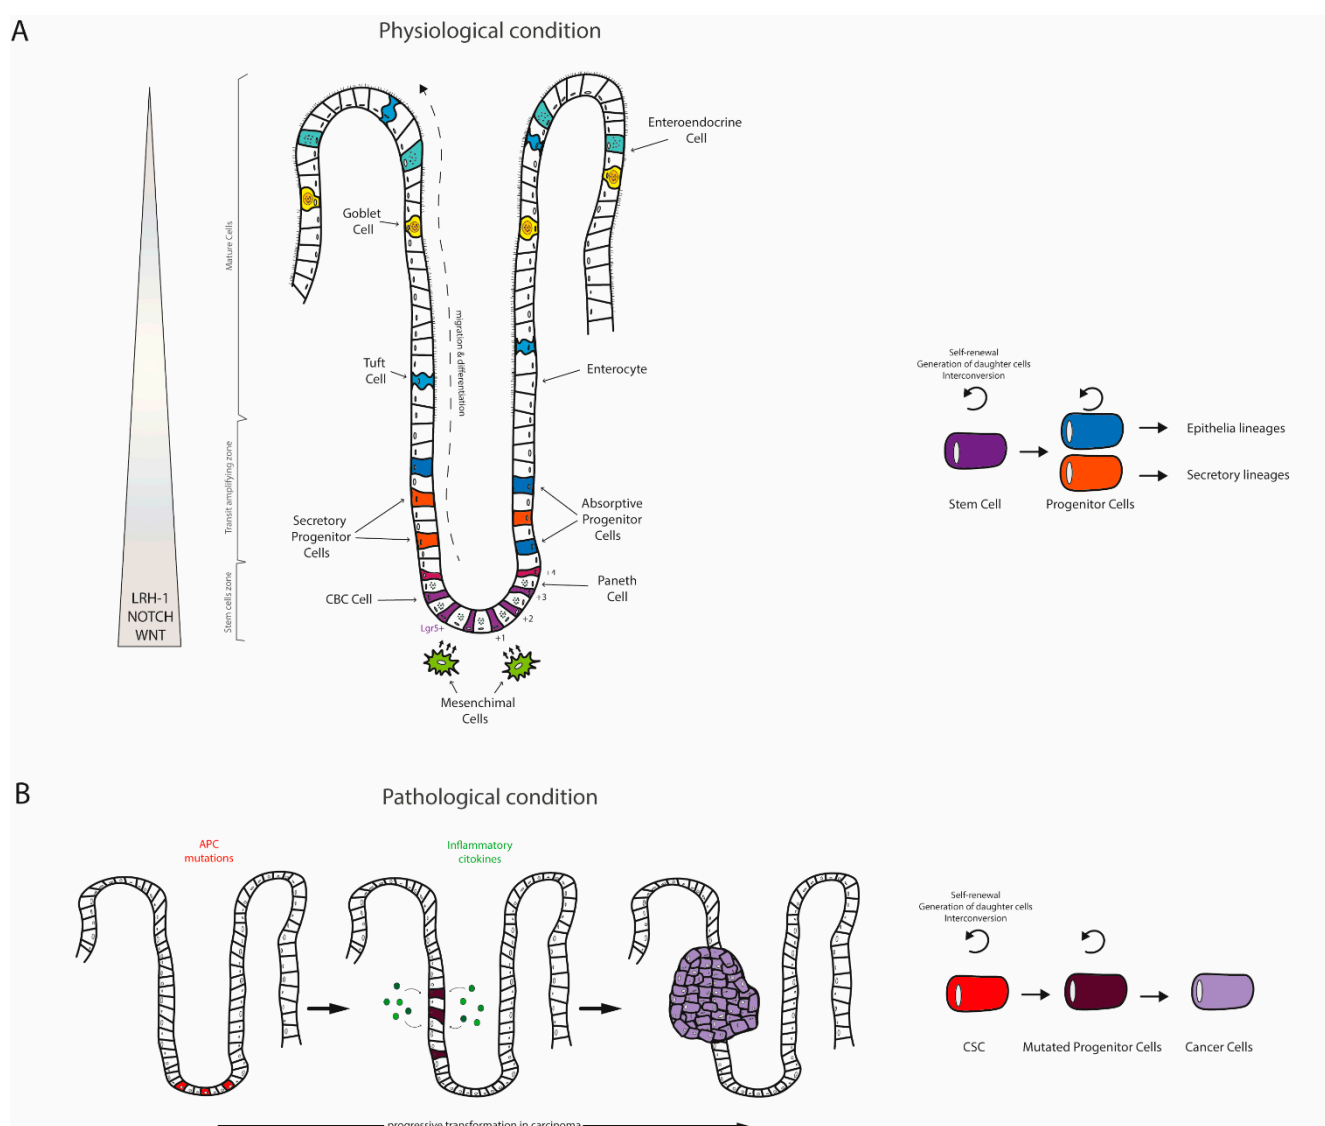 A
Physiological condition
Mature Cells
Transit amplifying zone
Stem cells zone
LRH-1
NOTCH
WNT
Enteroendocrine
Cell
Goblet
Cell
migration & differentiation
Tuft
Cell
Enterocyte
Secretory
Progenitor
Cells
Absorptive
Progenitor
Cells
CBC Cell
Paneth
Cell
Lgr5+
+1
+2
+3
+4
Mesenchimal
Cells
Self-renewal
Generation of daughter cells
Interconversion
Stem Cell
Progenitor Cells
Epithelia lineages
Secretory lineages
B
Pathological condition
APC
mutations
Inflammatory
citokines
Self-renewal
Generation of daughter cells
Interconversion
CSC
Mutated Progenitor Cells
Cancer Cells
progressive transformation in carcinoma